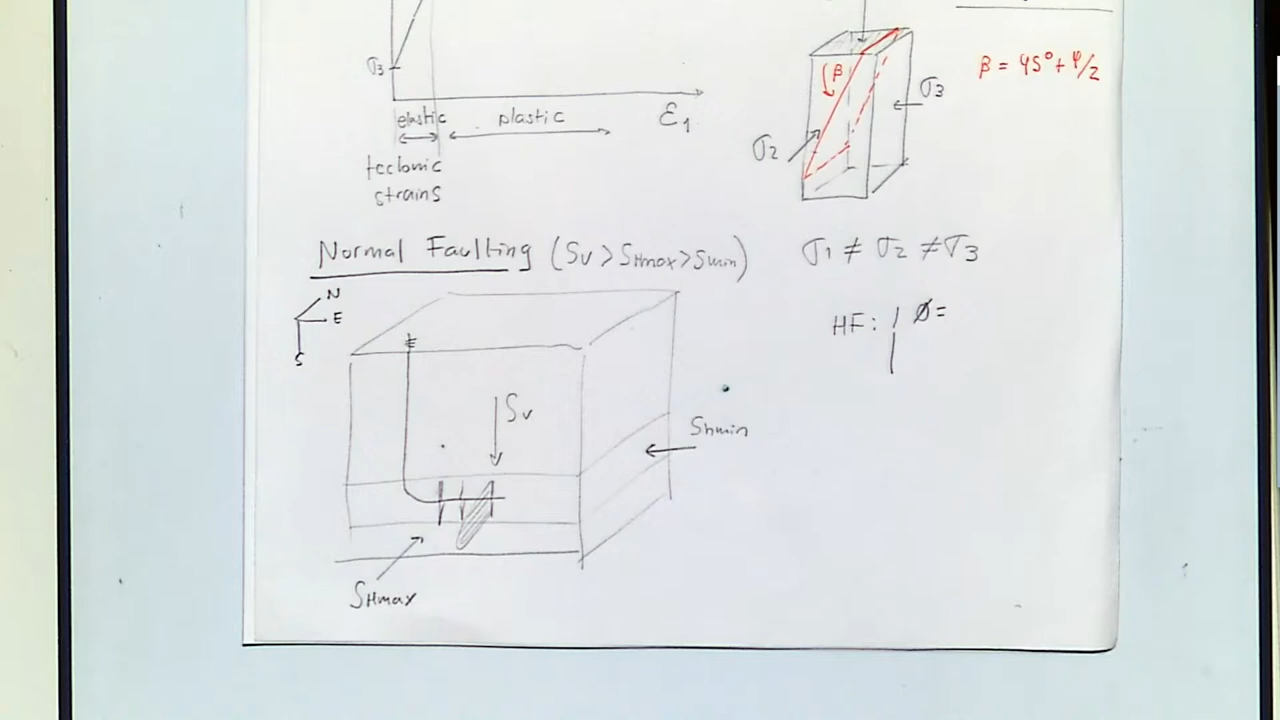 σ3
elastic
plastic
ε1
tectonic
strains
β
β = 45° + φ/2
σ3
σ2
Normal Faulting (Sv > SHmax > Smin)
σ1 ≠ σ2 ≠ σ3
N
E
S
HF: Ø =
Sv
Shmin
SHmax